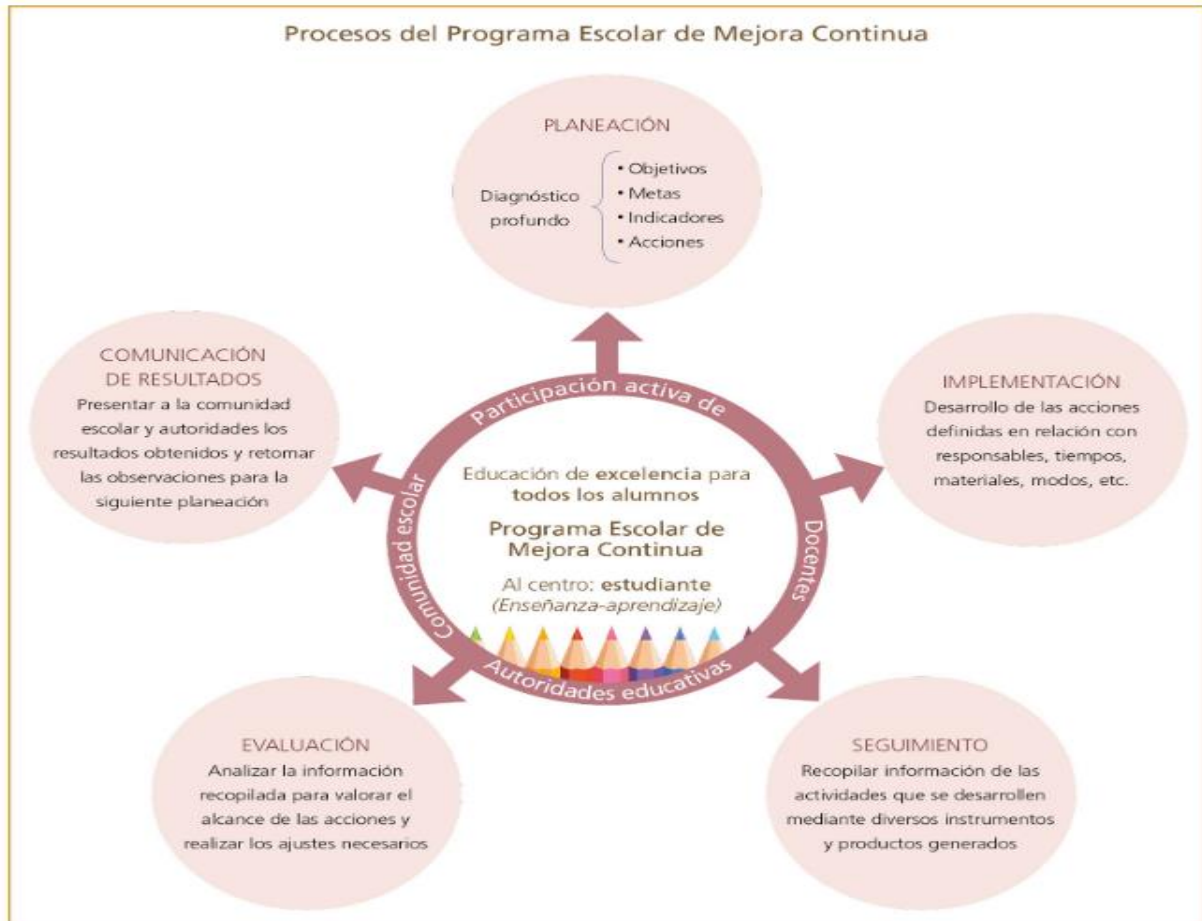 Procesos del Programa Escolar de Mejora Continua
PLANEACIÓN
Diagnóstico
profundo
• Objetivos
• Metas
• Indicadores
• Acciones
IMPLEMENTACIÓN
Desarrollo de las acciones
definidas en relación con
responsables, tiempos,
materiales, modos, etc.
SEGUIMIENTO
Recopilar información de las
actividades que se desarrollen
mediante diversos instrumentos
y productos generados
EVALUACIÓN
Analizar la información
recopilada para valorar el
alcance de las acciones y
realizar los ajustes necesarios
COMUNICACIÓN
DE RESULTADOS
Presentar a la comunidad
escolar y autoridades los
resultados obtenidos y retomar
las observaciones para la
siguiente planeación
Participación activa de
Docentes
Autoridades educativas
Comunidad escolar
Educación de excelencia para
todos los alumnos
Programa Escolar de
Mejora Continua
Al centro: estudiante
(Enseñanza-aprendizaje)